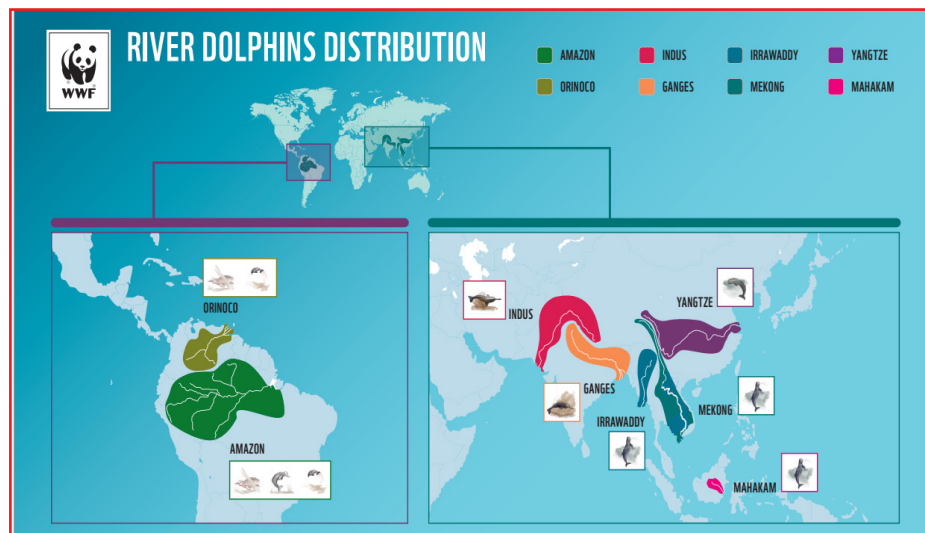 WWF
RIVER DOLPHINS DISTRIBUTION
AMAZON
INDUS
IRRAWADDY
YANGTZE
ORINOCO
GANGES
MEKONG
MAHAKAM
ORINOCO
AMAZON
INDUS
YANGTZE
GANGES
IRRAWADDY
MEKONG
MAHAKAM